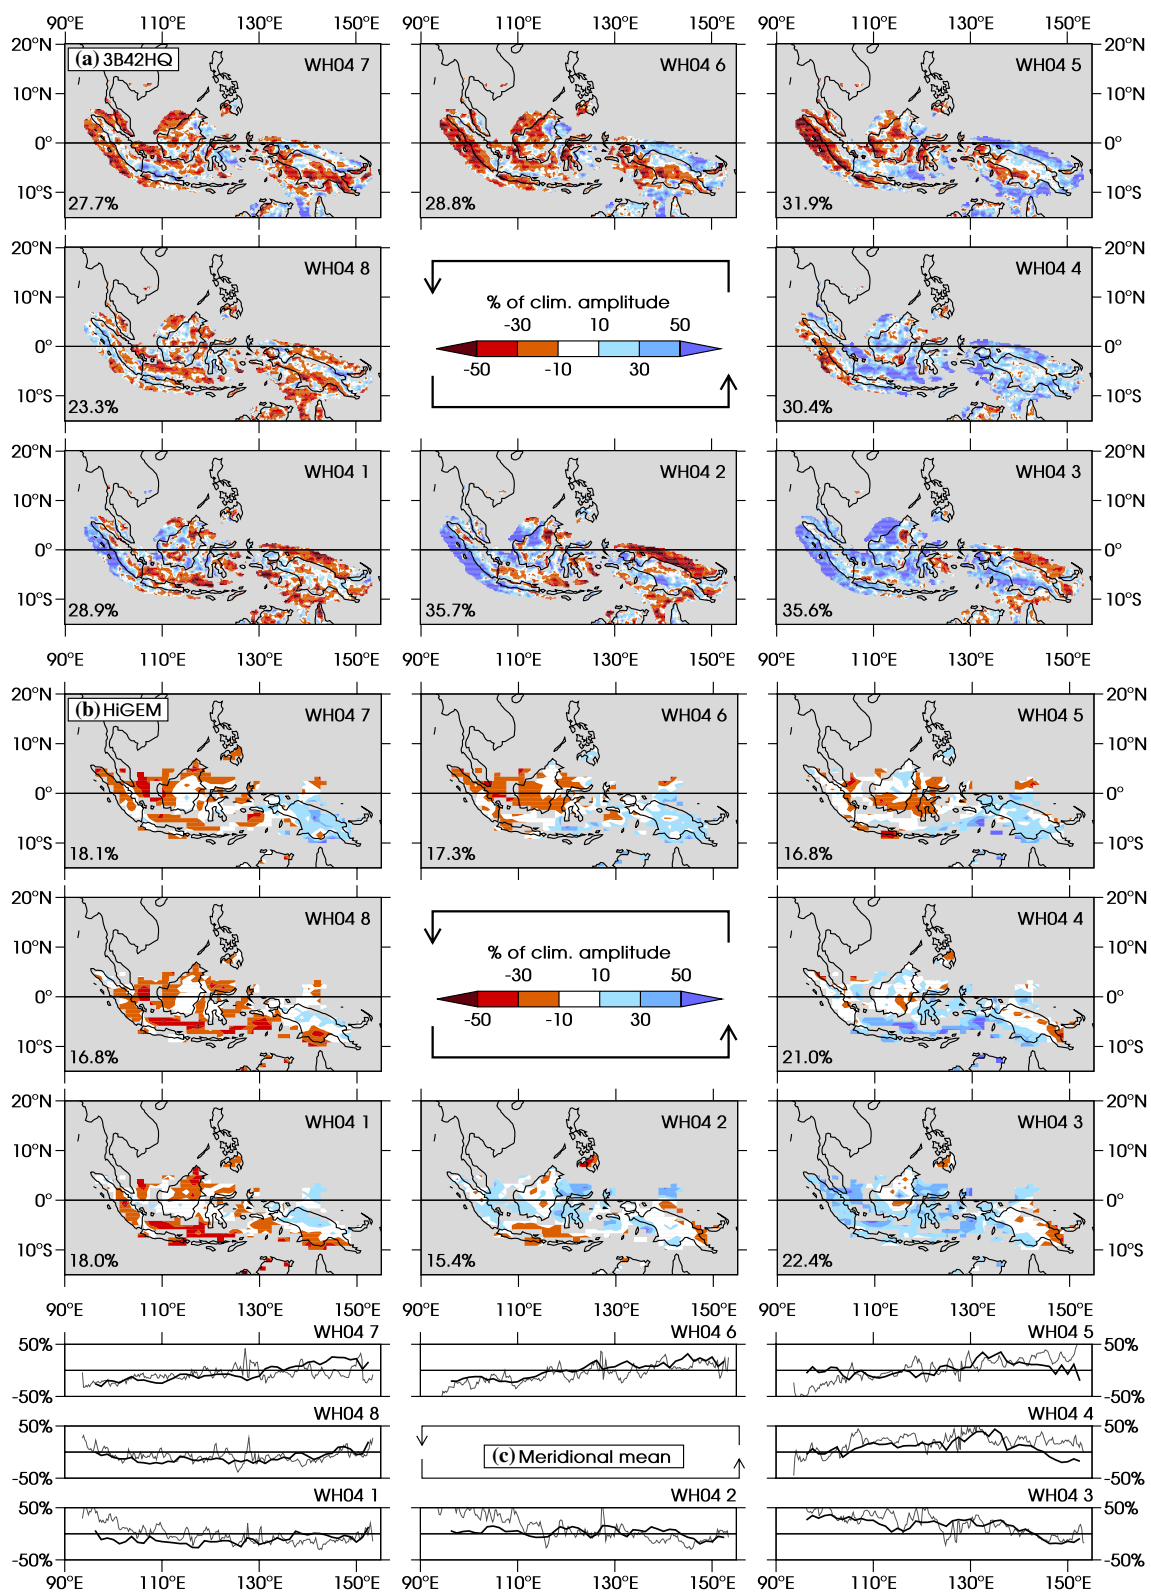 90°E 110°E 130°E 150°E 90°E 110°E 130°E 150°E
20°N (a) 3B42HQ WH04 7 WH04 6 WH04 5 20°N
10°N 10°N
0° 0°
10°S 10°S
27.7% 28.8% 31.9%
20°N WH04 8 WH04 4 20°N
10°N % of clim. amplitude 10°N
-30 10 50
0° 0°
-50 -10 30
10°S 10°S
23.3% 30.4%
20°N WH04 1 WH04 2 WH04 3 20°N
10°N 10°N
0° 0°
10°S 10°S
28.9% 35.7% 35.6%
90°E 110°E 130°E 150°E 110°E 130°E 90°E 110°E 130°E 150°E
20°N (b) HiGEM WH04 7 WH04 6 WH04 5 20°N
10°N 10°N
0° 0°
10°S 10°S
18.1% 17.3% 16.8%
20°N WH04 8 WH04 4 20°N
10°N % of clim. amplitude 10°N
-30 10 50
0° 0°
-50 -10 30
10°S 10°S
16.8% 21.0%
20°N WH04 1 WH04 2 WH04 3 20°N
10°N 10°N
0° 0°
10°S 10°S
18.0% 15.4% 22.4%
90°E 110°E 130°E 150°E 90°E 110°E 130°E 150°E 90°E 110°E 130°E 150°E
WH04 7 WH04 6 WH04 5
50% 50%
-50% -50%
WH04 8 WH04 4
50% 50%
(c) Meridional mean
-50% -50%
WH04 1 WH04 2 WH04 3
50% 50%
-50% -50%
90°E 110°E 130°E 150°E 110°E 130°E 90°E 110°E 130°E 150°E